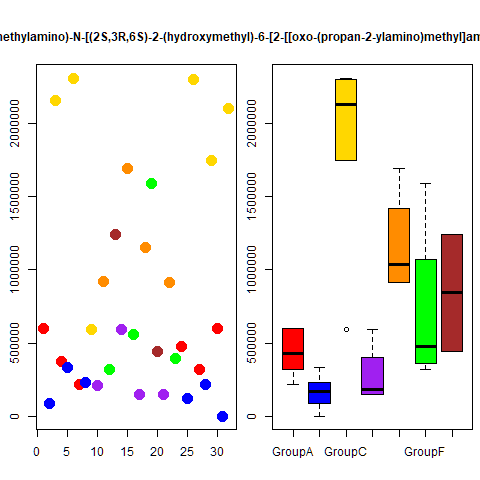 nethylamino)-N-[(2S,3R,6S)-2-(hydroxymethyl)-6-[2-[[oxo-(propan-2-ylamino)methyl]am
0 500000 1000000 1500000 2000000
0 5 10 15 20 25 30
0 500000 1000000 1500000 2000000
GroupA GroupC GroupF